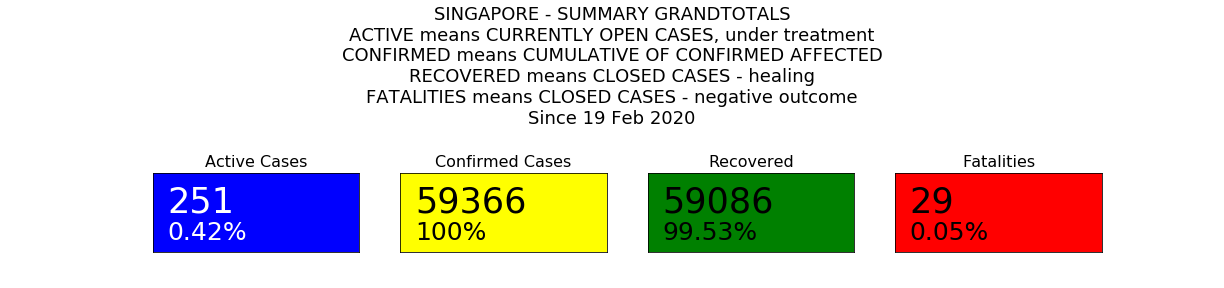 SINGAPORE - SUMMARY GRANDTOTALS
ACTIVE means CURRENTLY OPEN CASES, under treatment
CONFIRMED means CUMULATIVE OF CONFIRMED AFFECTED
RECOVERED means CLOSED CASES - healing
FATALITIES means CLOSED CASES - negative outcome
Since 19 Feb 2020
Active Cases
251
0.42%
Confirmed Cases
59366
100%
Recovered
59086
99.53%
Fatalities
29
0.05%